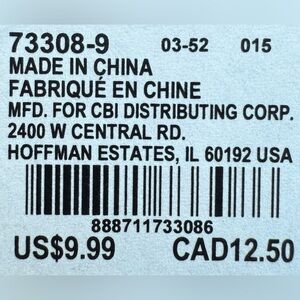 73308-9 03-52 015
MADE IN CHINA
FABRIQUÉ EN CHINE
MFD. FOR CBI DISTRIBUTING CORP.
2400 W CENTRAL RD.
HOFFMAN ESTATES, IL 60192 USA
888711733086
US$9.99 CAD12.50